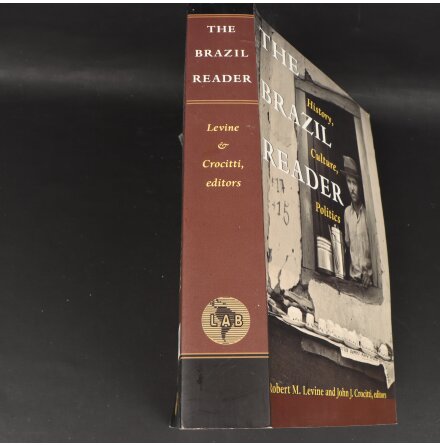 THE
BRAZIL
READER
Levine
&
Crocitti,
editors
LAB
THE
BRAZIL
READER
History,
Culture,
Politics
Robert M. Levine and John J. Crocitti, editors